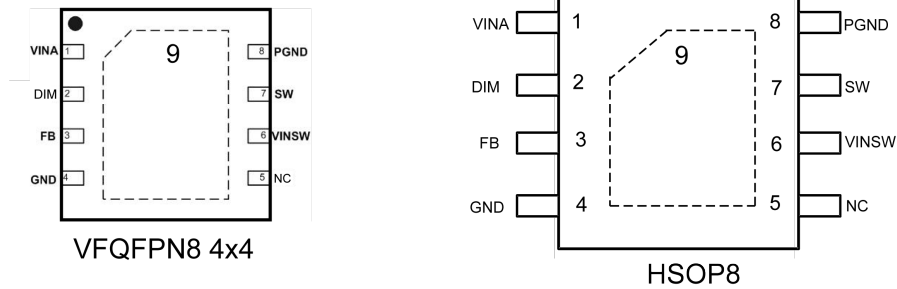 VINA 1 9 8 PGND
DIM 2 7 SW
FB 3 6 VINSW
GND 4 5 NC
VFQFPN8 4x4
VINA 1 9 8 PGND
DIM 2 7 SW
FB 3 6 VINSW
GND 4 5 NC
HSOP8